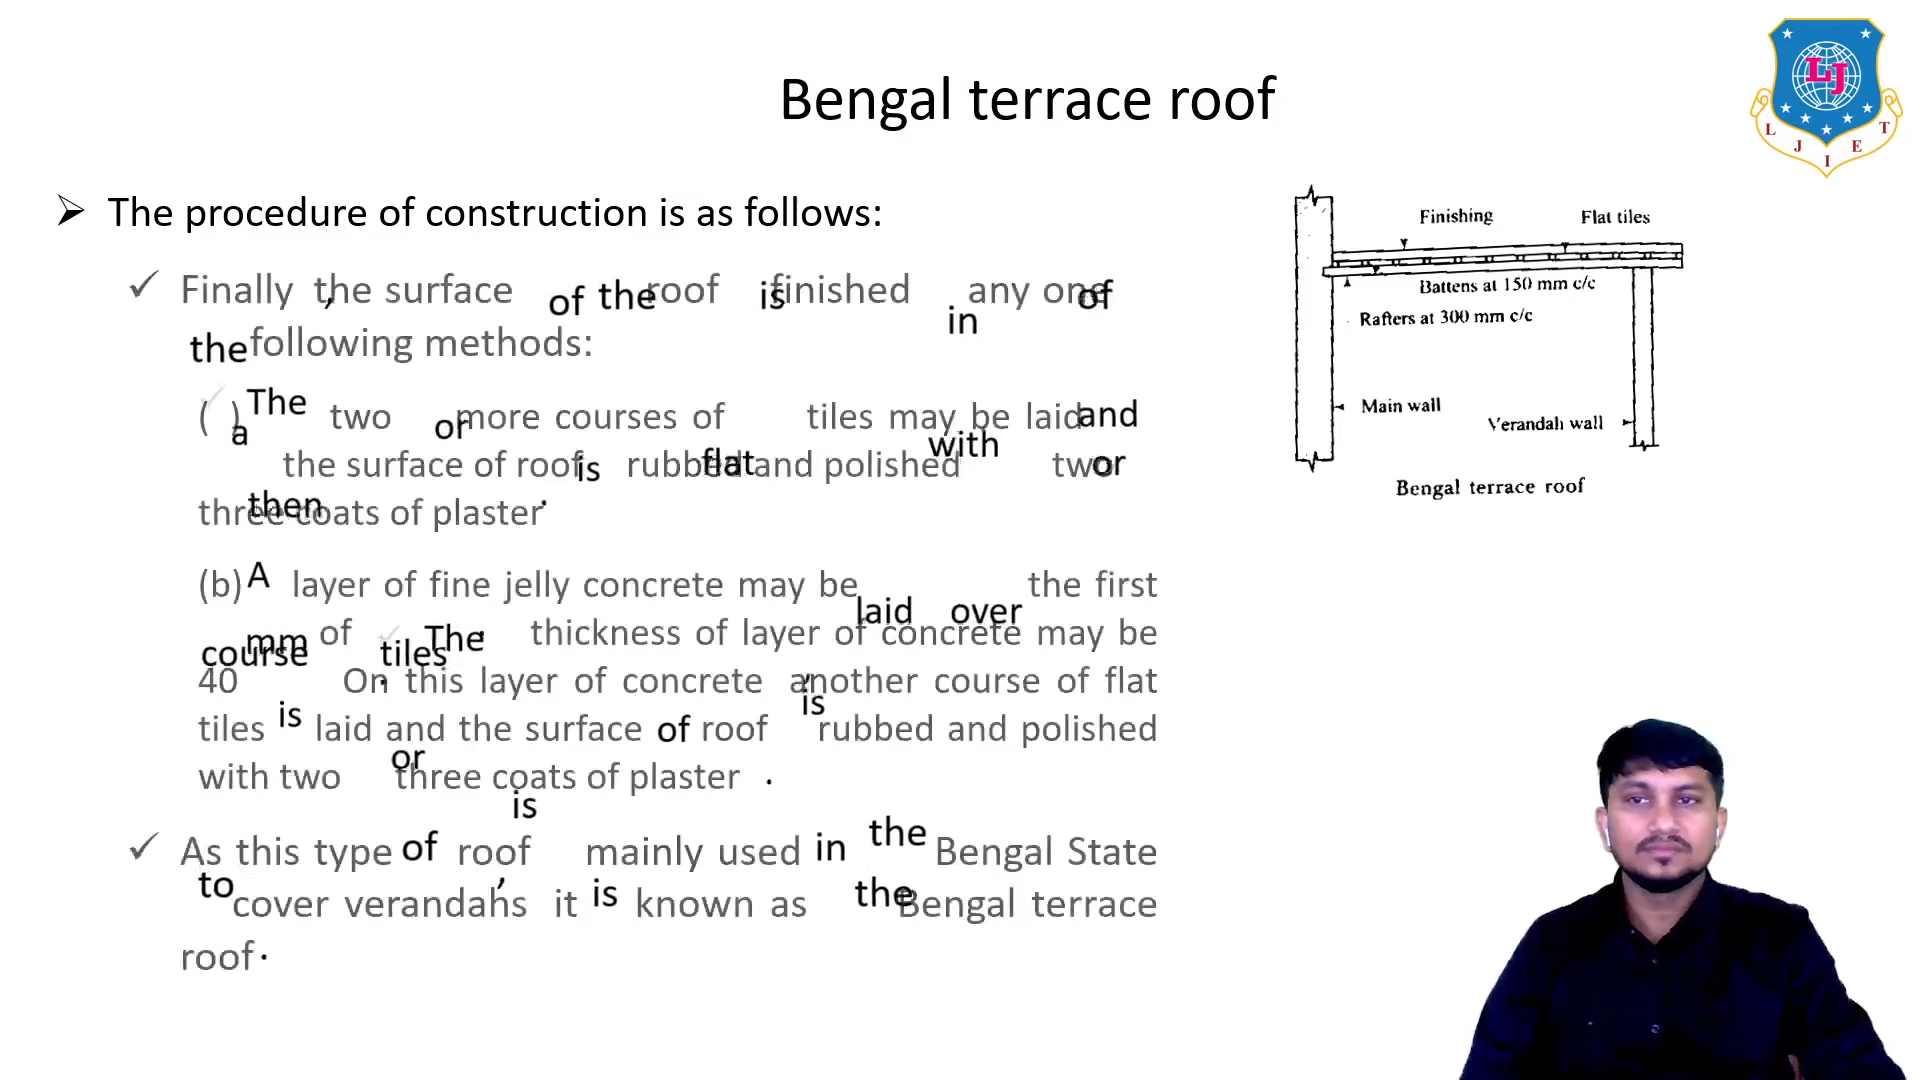 Bengal terrace roof
The procedure of construction is as follows:
Finally, the surface of the roof is finished in any one of
the following methods:
(a) The two or more courses of flat tiles may be laid and
then the surface of roof is rubbed and polished with two or
three coats of plaster.
(b) A layer of fine jelly concrete may be laid over the first
course of tiles. The thickness of layer of concrete may be
40 mm. On this layer of concrete, another course of flat
tiles is laid and the surface of roof is rubbed and polished
with two or three coats of plaster.
As this type of roof is mainly used in the Bengal State
to cover verandahs, it is known as the Bengal terrace
roof.
Finishing
Flat tiles
Battens at 150 mm c/c
Rafters at 300 mm c/c
Main wall
Verandah wall
Bengal terrace roof
LJ
L J I E T